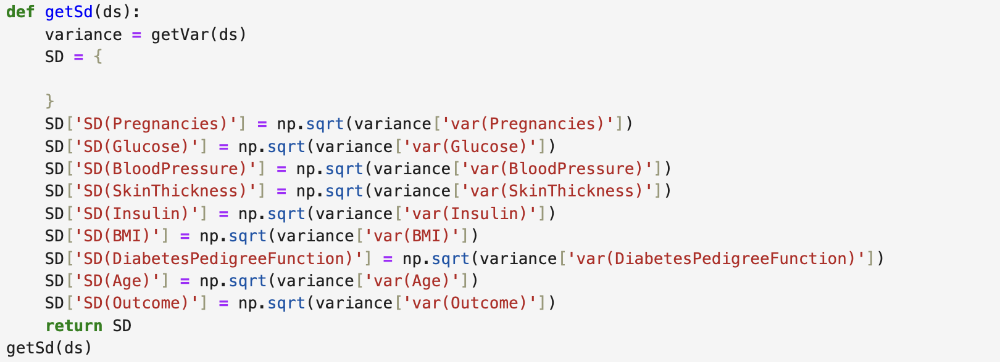 def getSd(ds):
    variance = getVar(ds)
    SD = {

    }
    SD['SD(Pregnancies)'] = np.sqrt(variance['var(Pregnancies)'])
    SD['SD(Glucose)'] = np.sqrt(variance['var(Glucose)'])
    SD['SD(BloodPressure)'] = np.sqrt(variance['var(BloodPressure)'])
    SD['SD(SkinThickness)'] = np.sqrt(variance['var(SkinThickness)'])
    SD['SD(Insulin)'] = np.sqrt(variance['var(Insulin)'])
    SD['SD(BMI)'] = np.sqrt(variance['var(BMI)'])
    SD['SD(DiabetesPedigreeFunction)'] = np.sqrt(variance['var(DiabetesPedigreeFunction)'])
    SD['SD(Age)'] = np.sqrt(variance['var(Age)'])
    SD['SD(Outcome)'] = np.sqrt(variance['var(Outcome)'])
    return SD
getSd(ds)